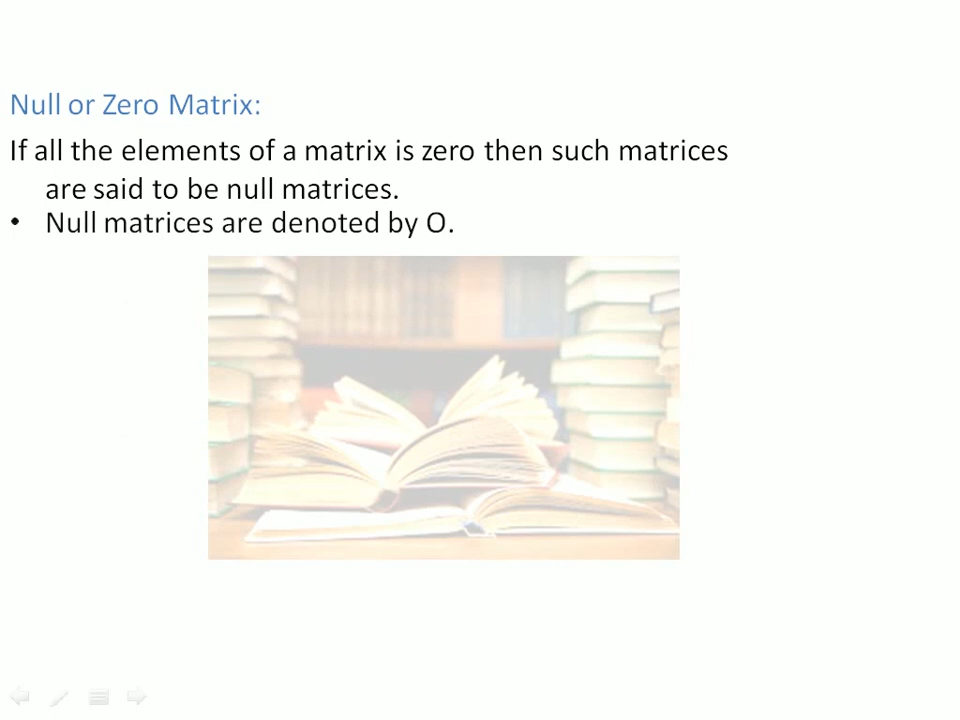 Null or Zero Matrix:
If all the elements of a matrix is zero then such matrices
are said to be null matrices.
• Null matrices are denoted by O.